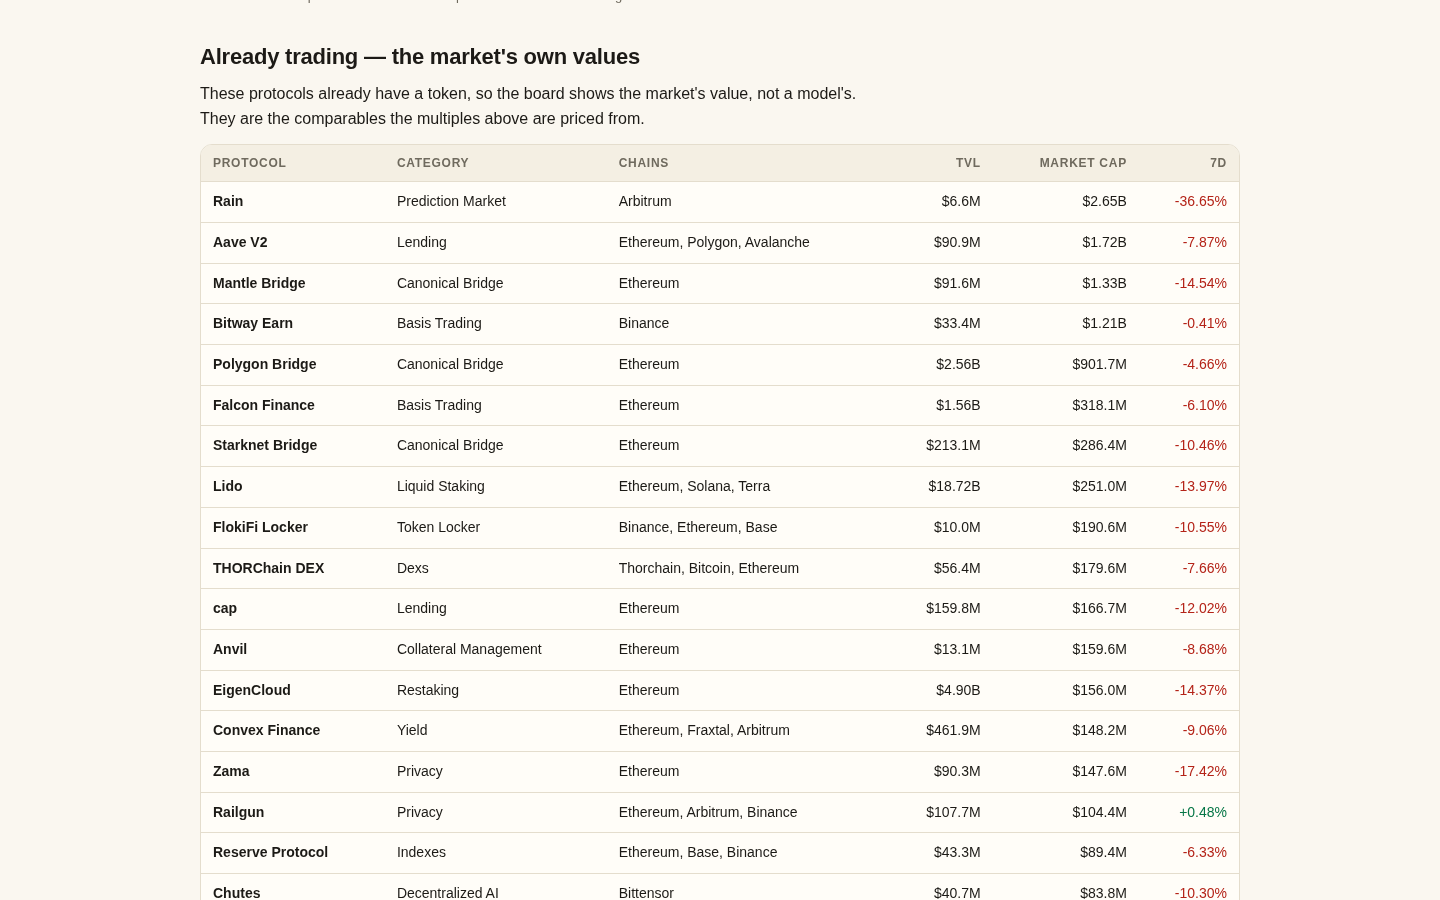 Already trading — the market's own values
These protocols already have a token, so the board shows the market's value, not a model's.
They are the comparables the multiples above are priced from.
PROTOCOL CATEGORY CHAINS TVL MARKET CAP 7D
Rain Prediction Market Arbitrum $6.6M $2.65B -36.65%
Aave V2 Lending Ethereum, Polygon, Avalanche $90.9M $1.72B -7.87%
Mantle Bridge Canonical Bridge Ethereum $91.6M $1.33B -14.54%
Bitway Earn Basis Trading Binance $33.4M $1.21B -0.41%
Polygon Bridge Canonical Bridge Ethereum $2.56B $901.7M -4.66%
Falcon Finance Basis Trading Ethereum $1.56B $318.1M -6.10%
Starknet Bridge Canonical Bridge Ethereum $213.1M $286.4M -10.46%
Lido Liquid Staking Ethereum, Solana, Terra $18.72B $251.0M -13.97%
FlokiFi Locker Token Locker Binance, Ethereum, Base $10.0M $190.6M -10.55%
THORChain DEX Dexs Thorchain, Bitcoin, Ethereum $56.4M $179.6M -7.66%
cap Lending Ethereum $159.8M $166.7M -12.02%
Anvil Collateral Management Ethereum $13.1M $159.6M -8.68%
EigenCloud Restaking Ethereum $4.90B $156.0M -14.37%
Convex Finance Yield Ethereum, Fraxtal, Arbitrum $461.9M $148.2M -9.06%
Zama Privacy Ethereum $90.3M $147.6M -17.42%
Railgun Privacy Ethereum, Arbitrum, Binance $107.7M $104.4M +0.48%
Reserve Protocol Indexes Ethereum, Base, Binance $43.3M $89.4M -6.33%
Chutes Decentralized AI Bittensor $40.7M $83.8M -10.30%